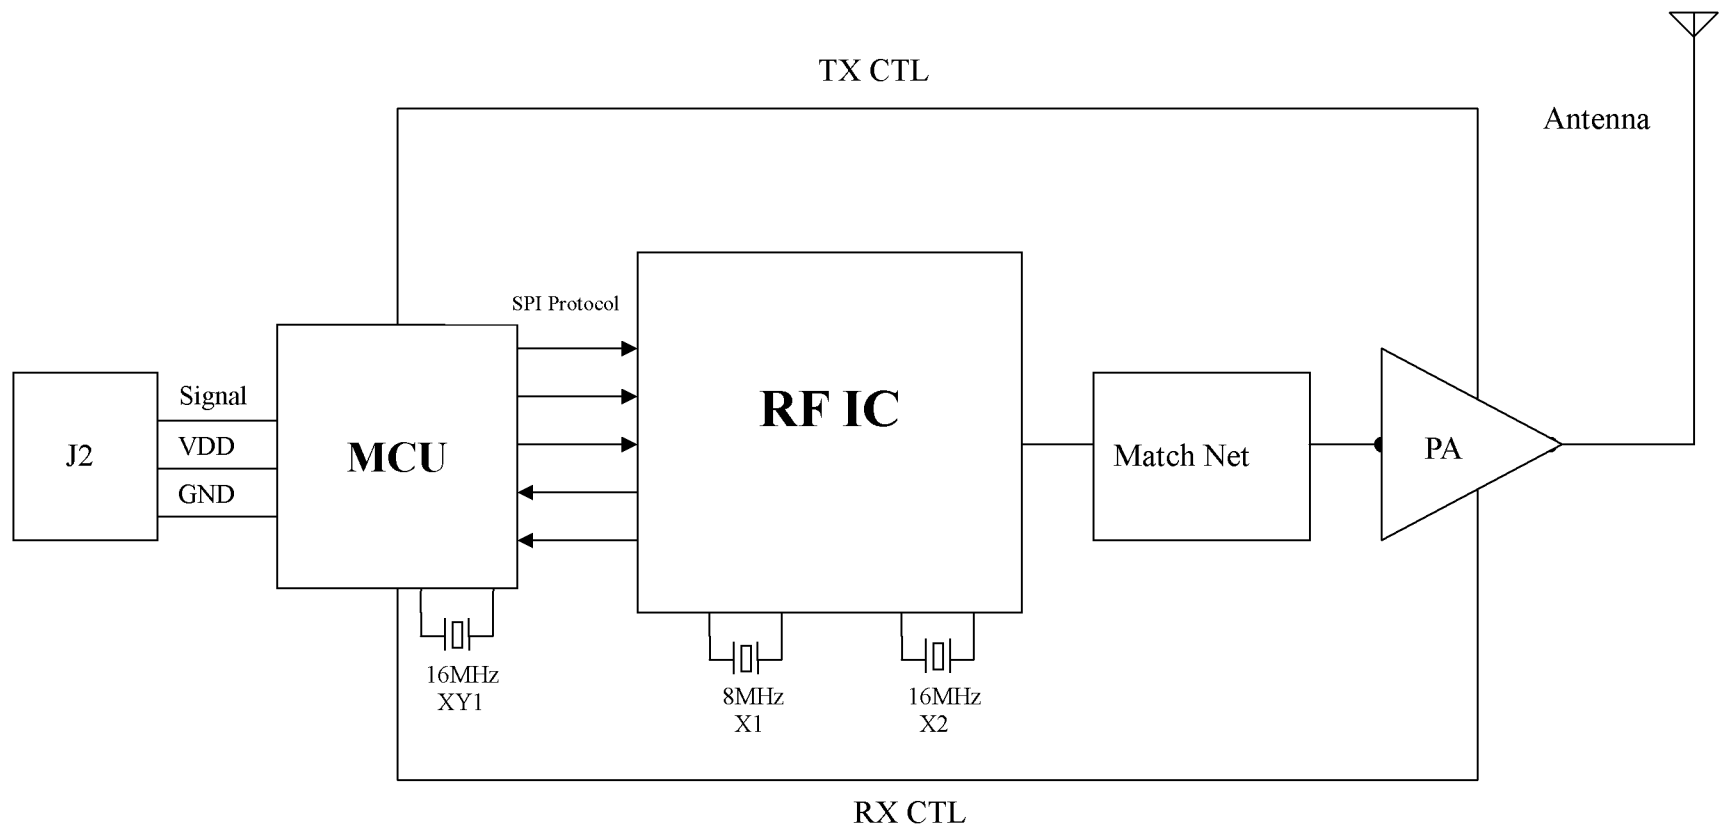 TX CTL
Antenna
SPI Protocol
Signal
VDD
GND
J2
MCU
RF IC
Match Net
PA
16MHz
XY1
8MHz
X1
16MHz
X2
RX CTL